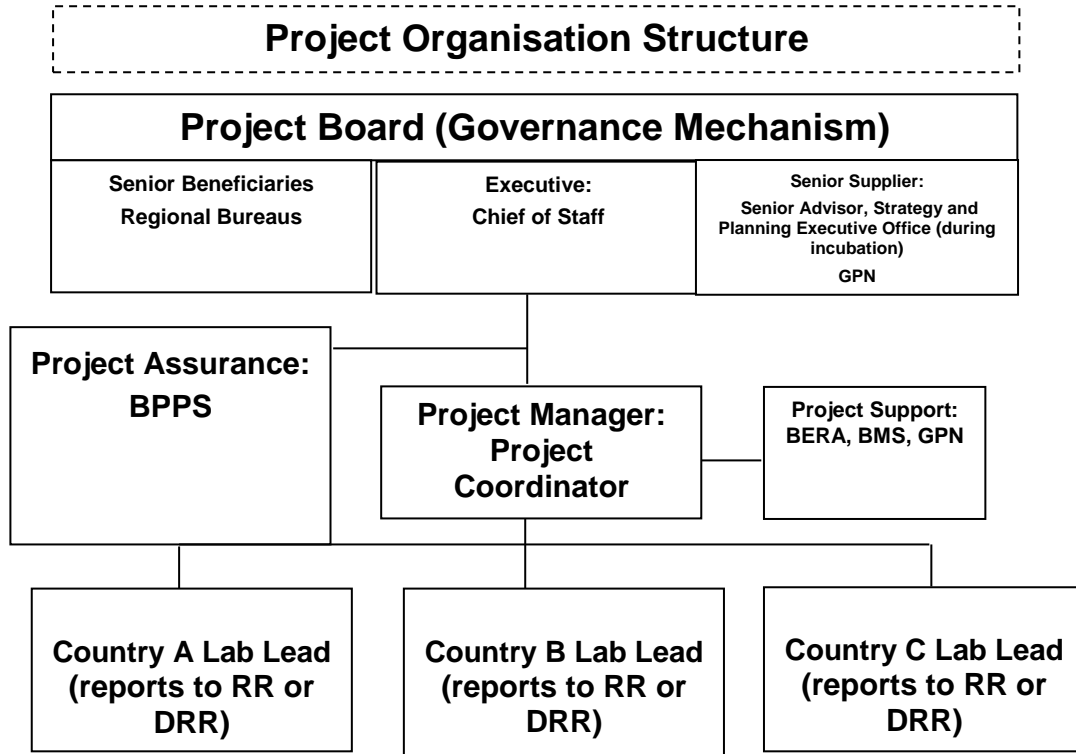 Project Organisation Structure
Project Board (Governance Mechanism)
Senior Beneficiaries
Regional Bureaus
Executive:
Chief of Staff
Senior Supplier:
Senior Advisor, Strategy and
Planning Executive Office (during
incubation)
GPN
Project Assurance:
BPPS
Project Manager:
Project
Coordinator
Project Support:
BERA, BMS, GPN
Country A Lab Lead
(reports to RR or
DRR)
Country B Lab Lead
(reports to RR or
DRR)
Country C Lab Lead
(reports to RR or
DRR)